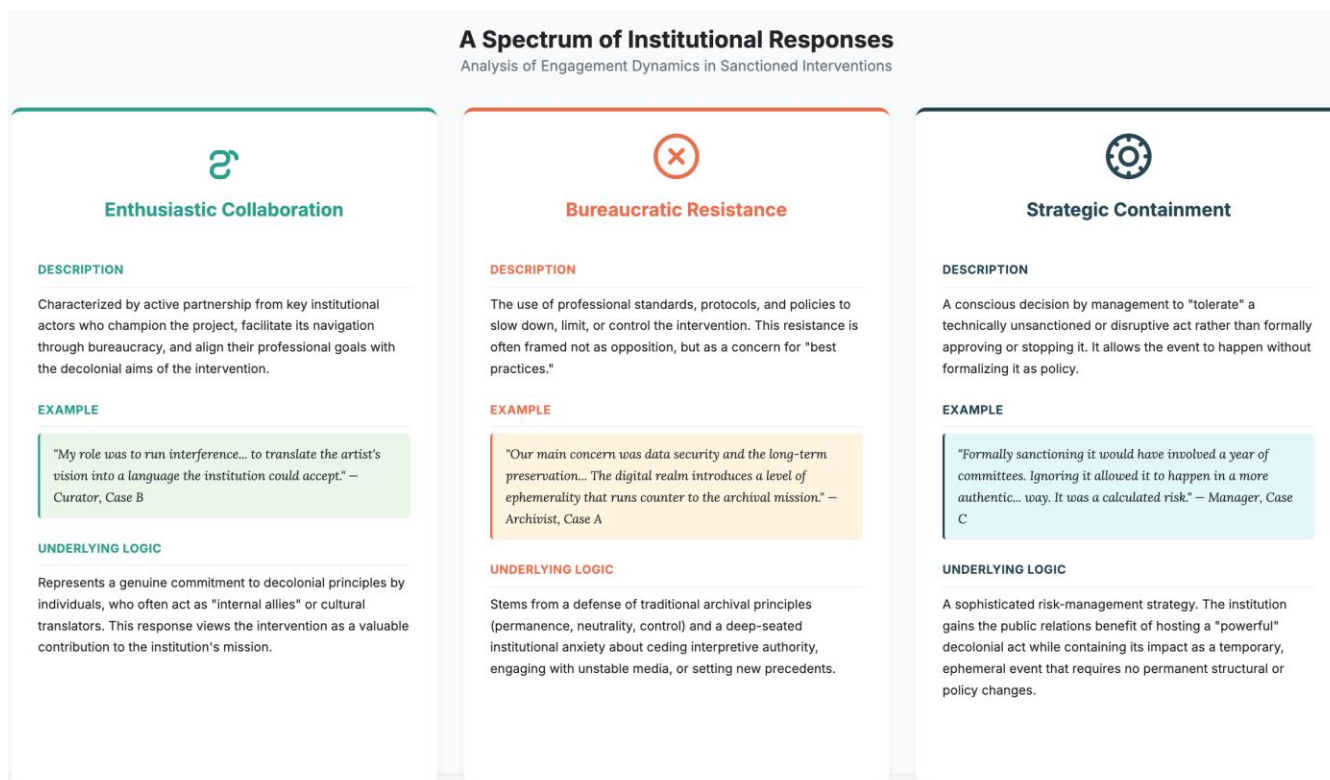 A Spectrum of Institutional Responses
Analysis of Engagement Dynamics in Sanctioned Interventions
Enthusiastic Collaboration
DESCRIPTION
Characterized by active partnership from key institutional
actors who champion the project, facilitate its navigation
through bureaucracy, and align their professional goals with
the decolonial aims of the intervention.
EXAMPLE
"My role was to run interference... to translate the artist's
vision into a language the institution could accept." —
Curator, Case B
UNDERLYING LOGIC
Represents a genuine commitment to decolonial principles by
individuals, who often act as "internal allies" or cultural
translators. This response views the intervention as a valuable
contribution to the institution's mission.
Bureaucratic Resistance
DESCRIPTION
The use of professional standards, protocols, and policies to
slow down, limit, or control the intervention. This resistance is
often framed not as opposition, but as a concern for "best
practices."
EXAMPLE
"Our main concern was data security and the long-term
preservation... The digital realm introduces a level of
ephemerality that runs counter to the archival mission." —
Archivist, Case A
UNDERLYING LOGIC
Stems from a defense of traditional archival principles
(permanence, neutrality, control) and a deep-seated
institutional anxiety about ceding interpretive authority,
engaging with unstable media, or setting new precedents.
Strategic Containment
DESCRIPTION
A conscious decision by management to "tolerate" a
technically unsanctioned or disruptive act rather than formally
approving or stopping it. It allows the event to happen without
formalizing it as policy.
EXAMPLE
"Formally sanctioning it would have involved a year of
committees. Ignoring it allowed it to happen in a more
authentic... way. It was a calculated risk." — Manager, Case
C
UNDERLYING LOGIC
A sophisticated risk-management strategy. The institution
gains the public relations benefit of hosting a "powerful"
decolonial act while containing its impact as a temporary,
ephemeral event that requires no permanent structural or
policy changes.